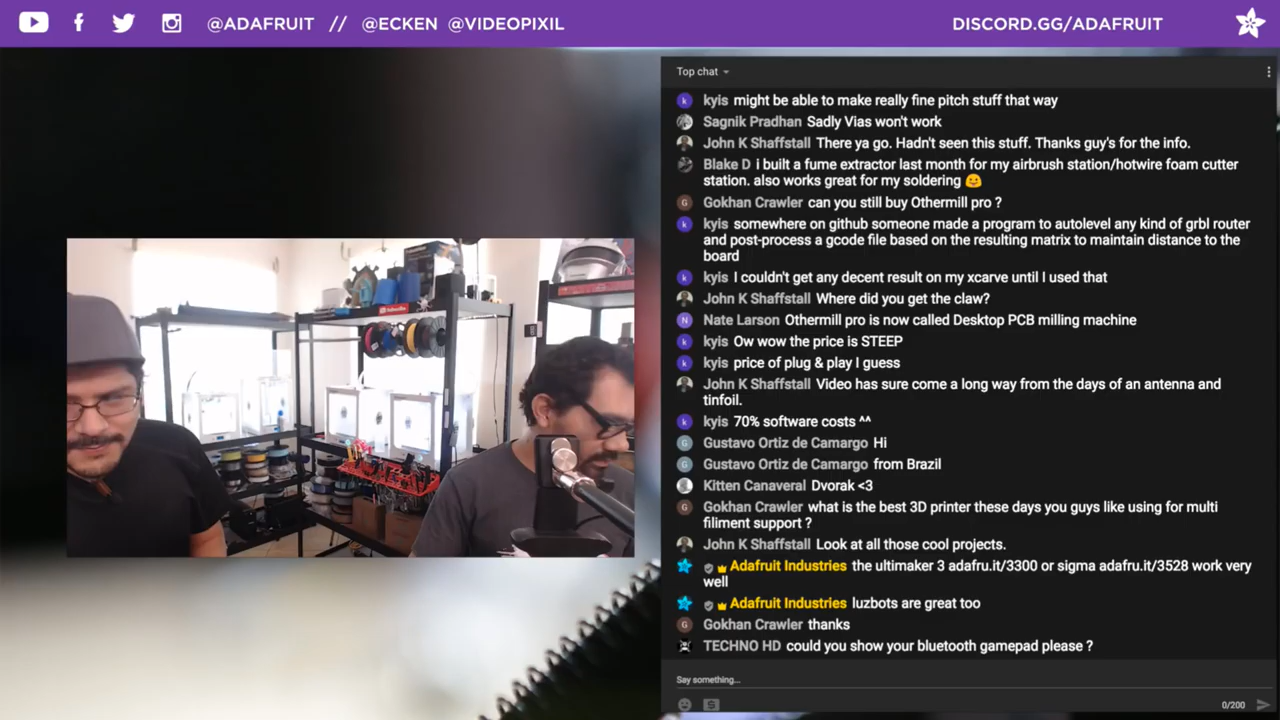 @ADAFRUIT // @ECKEN @VIDEOPIXIL
DISCORD.GG/ADAFRUIT
Top chat
k kyis might be able to make really fine pitch stuff that way
Sagnik Pradhan Sadly Vias won't work
John K Shaffstall There ya go. Hadn't seen this stuff. Thanks guy's for the info.
Blake D i built a fume extractor last month for my airbrush station/hotwire foam cutter
station. also works great for my soldering 🤗
G Gokhan Crawler can you still buy Othermill pro ?
k kyis somewhere on github someone made a program to autolevel any kind of grbl router
and post-process a gcode file based on the resulting matrix to maintain distance to the
board
k kyis I couldn't get any decent result on my xcarve until I used that
John K Shaffstall Where did you get the claw?
N Nate Larson Othermill pro is now called Desktop PCB milling machine
k kyis Ow wow the price is STEEP
k kyis price of plug & play I guess
John K Shaffstall Video has sure come a long way from the days of an antenna and
tinfoil.
k kyis 70% software costs ^^
G Gustavo Ortiz de Camargo Hi
G Gustavo Ortiz de Camargo from Brazil
Kitten Canaveral Dvorak <3
G Gokhan Crawler what is the best 3D printer these days you guys like using for multi
filiment support ?
John K Shaffstall Look at all those cool projects.
Adafruit Industries the ultimaker 3 adafru.it/3300 or sigma adafru.it/3528 work very
well
Adafruit Industries luzbots are great too
G Gokhan Crawler thanks
TECHNO HD could you show your bluetooth gamepad please ?
Say something...
0/200